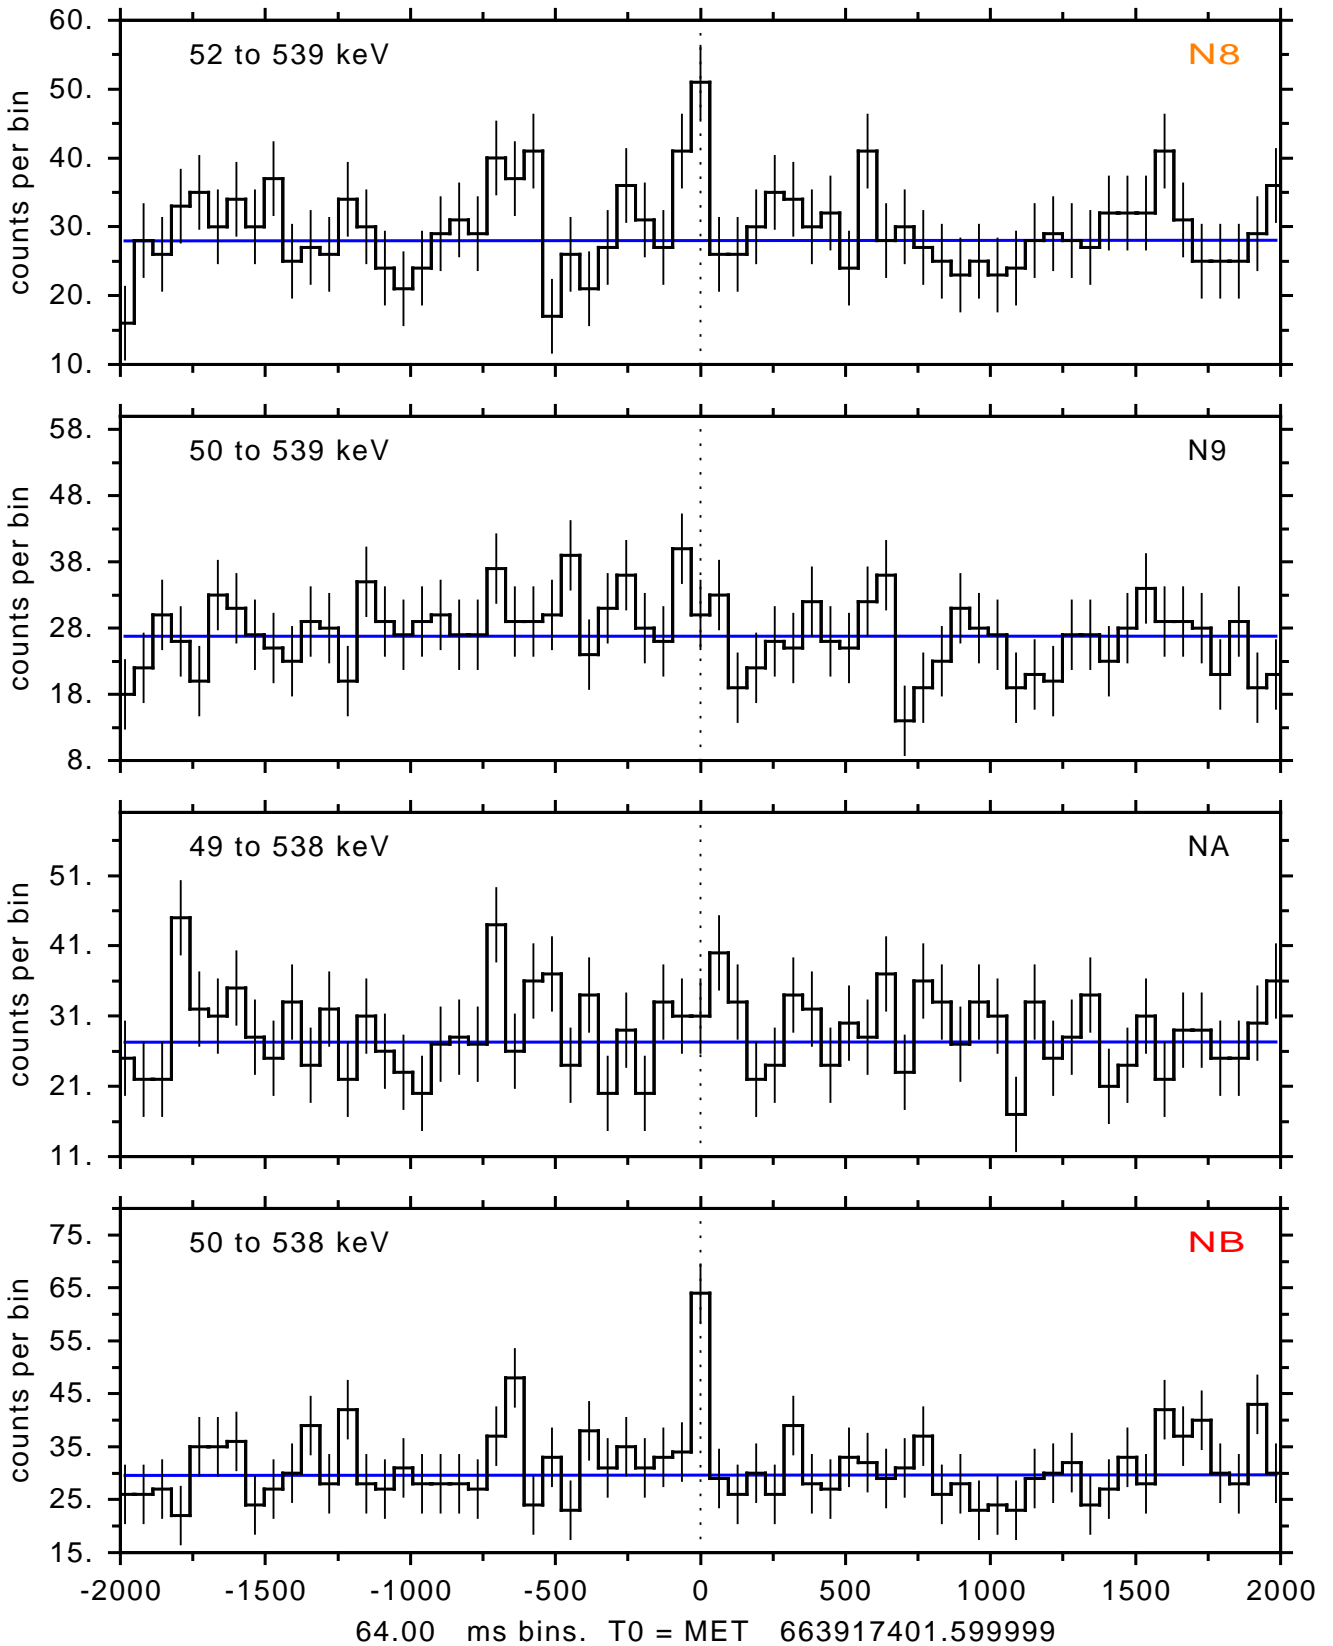 60.
52 to 539 keV N8
50.
40.
30.
20.
10.
counts per bin
58.
50 to 539 keV N9
48.
38.
28.
18.
8.
counts per bin
49 to 538 keV NA
51.
41.
31.
21.
11.
counts per bin
75.
50 to 538 keV NB
65.
55.
45.
35.
25.
15.
counts per bin
-2000 -1500 -1000 -500 0 500 1000 1500 2000
64.00 ms bins. T0 = MET 663917401.599999